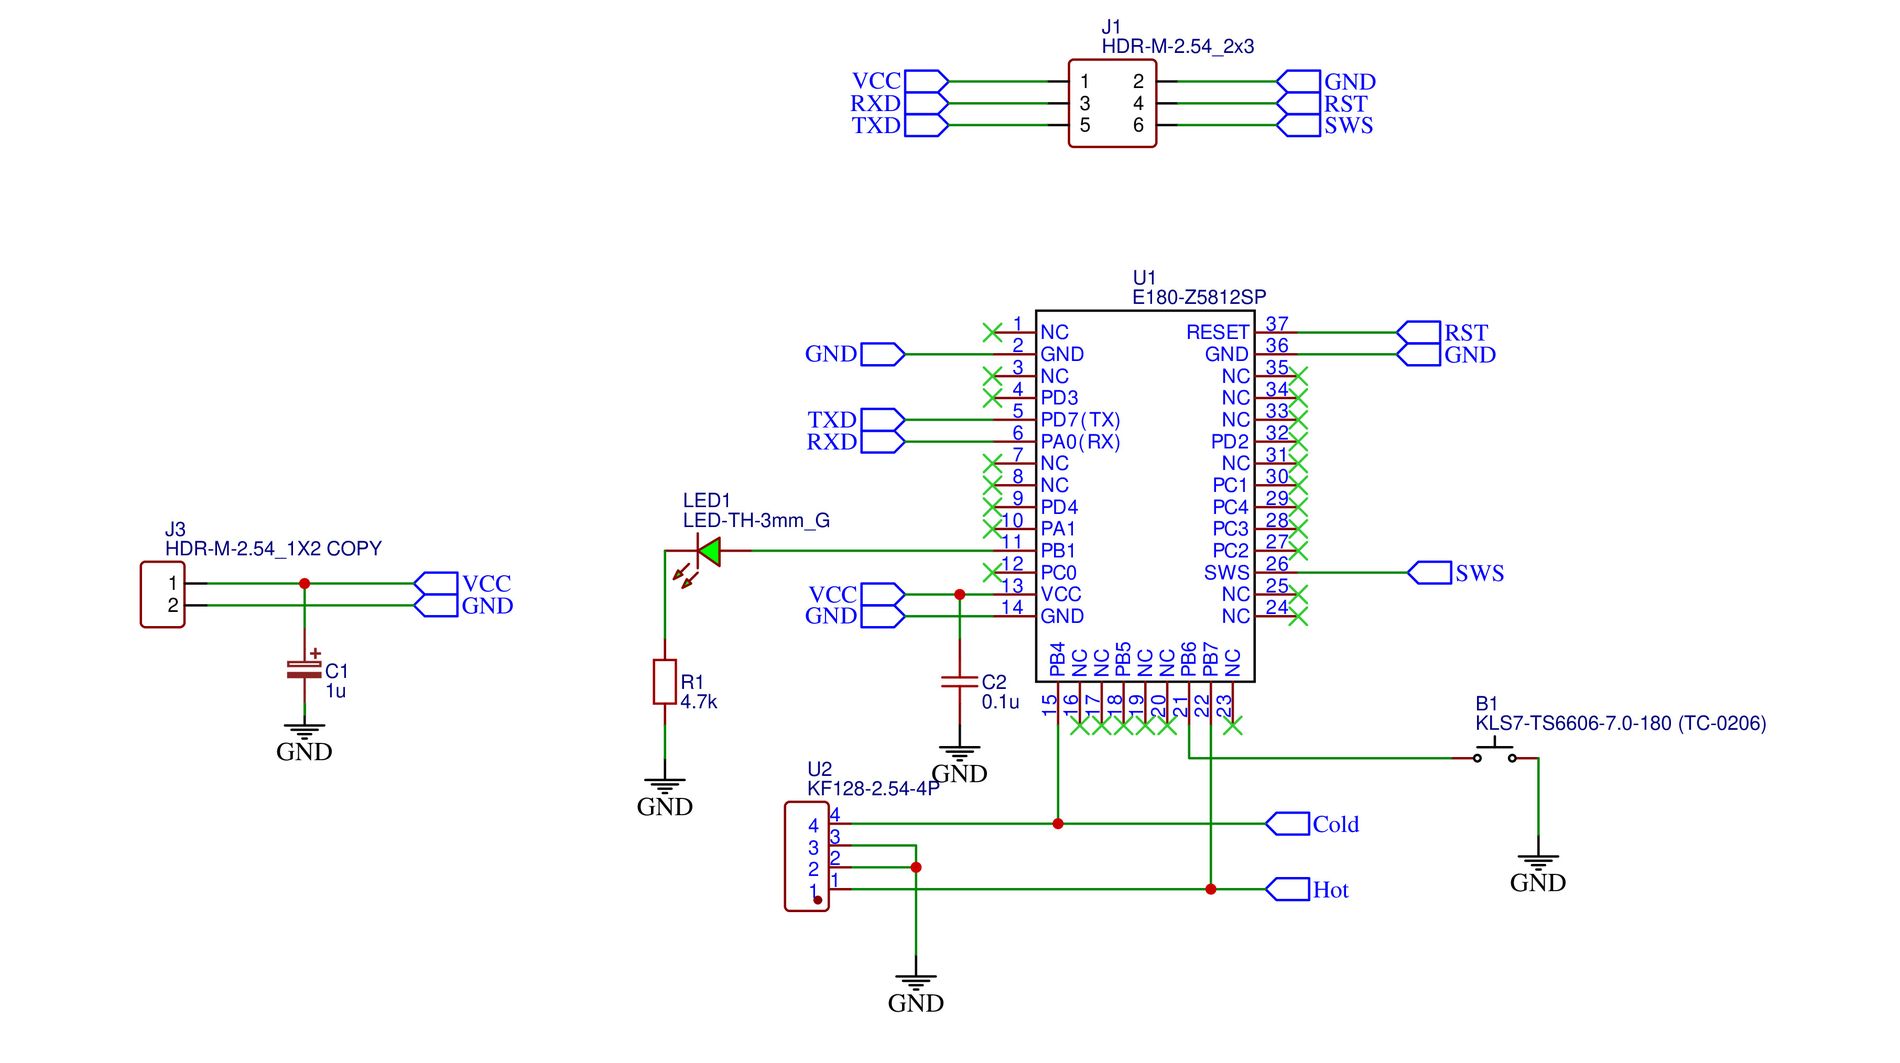 J1
HDR-M-2.54_2x3
VCC 1 2 GND
RXD 3 4 RST
TXD 5 6 SWS
U1
E180-Z5812SP
1 NC RESET 37 RST
GND 2 GND GND 36 GND
3 NC NC 35
4 PD3 NC 34
TXD 5 PD7(TX) NC 33
RXD 6 PA0(RX) PD2 32
7 NC NC 31
8 NC PC1 30
9 PD4 PC4 29
10 PA1 PC3 28
11 PB1 PC2 27
12 PC0 SWS 26 SWS
VCC 13 VCC NC 25
GND 14 GND NC 24
PB4 NC NC PB5 NC NC PB6 PB7 NC
15 16 17 18 19 20 21 22 23
LED1
LED-TH-3mm_G
J3
HDR-M-2.54_1X2 COPY
1 VCC
2 GND
+
C1
1u
GND
R1
4.7k
GND
C2
0.1u
GND
B1
KLS7-TS6606-7.0-180 (TC-0206)
GND
U2
KF128-2.54-4P
4 4 Cold
3 3
2 2
1 1 Hot
GND